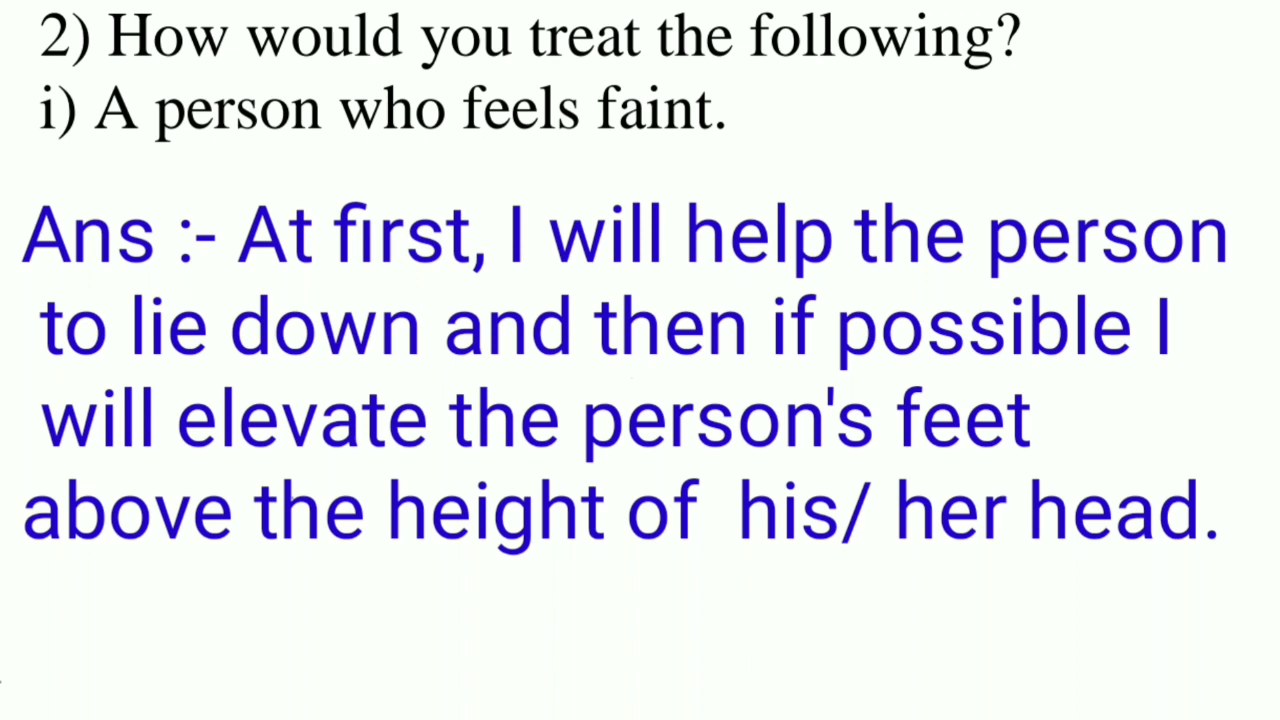 2) How would you treat the following?
i) A person who feels faint.
Ans :- At first, I will help the person
to lie down and then if possible I
will elevate the person's feet
above the height of his/ her head.